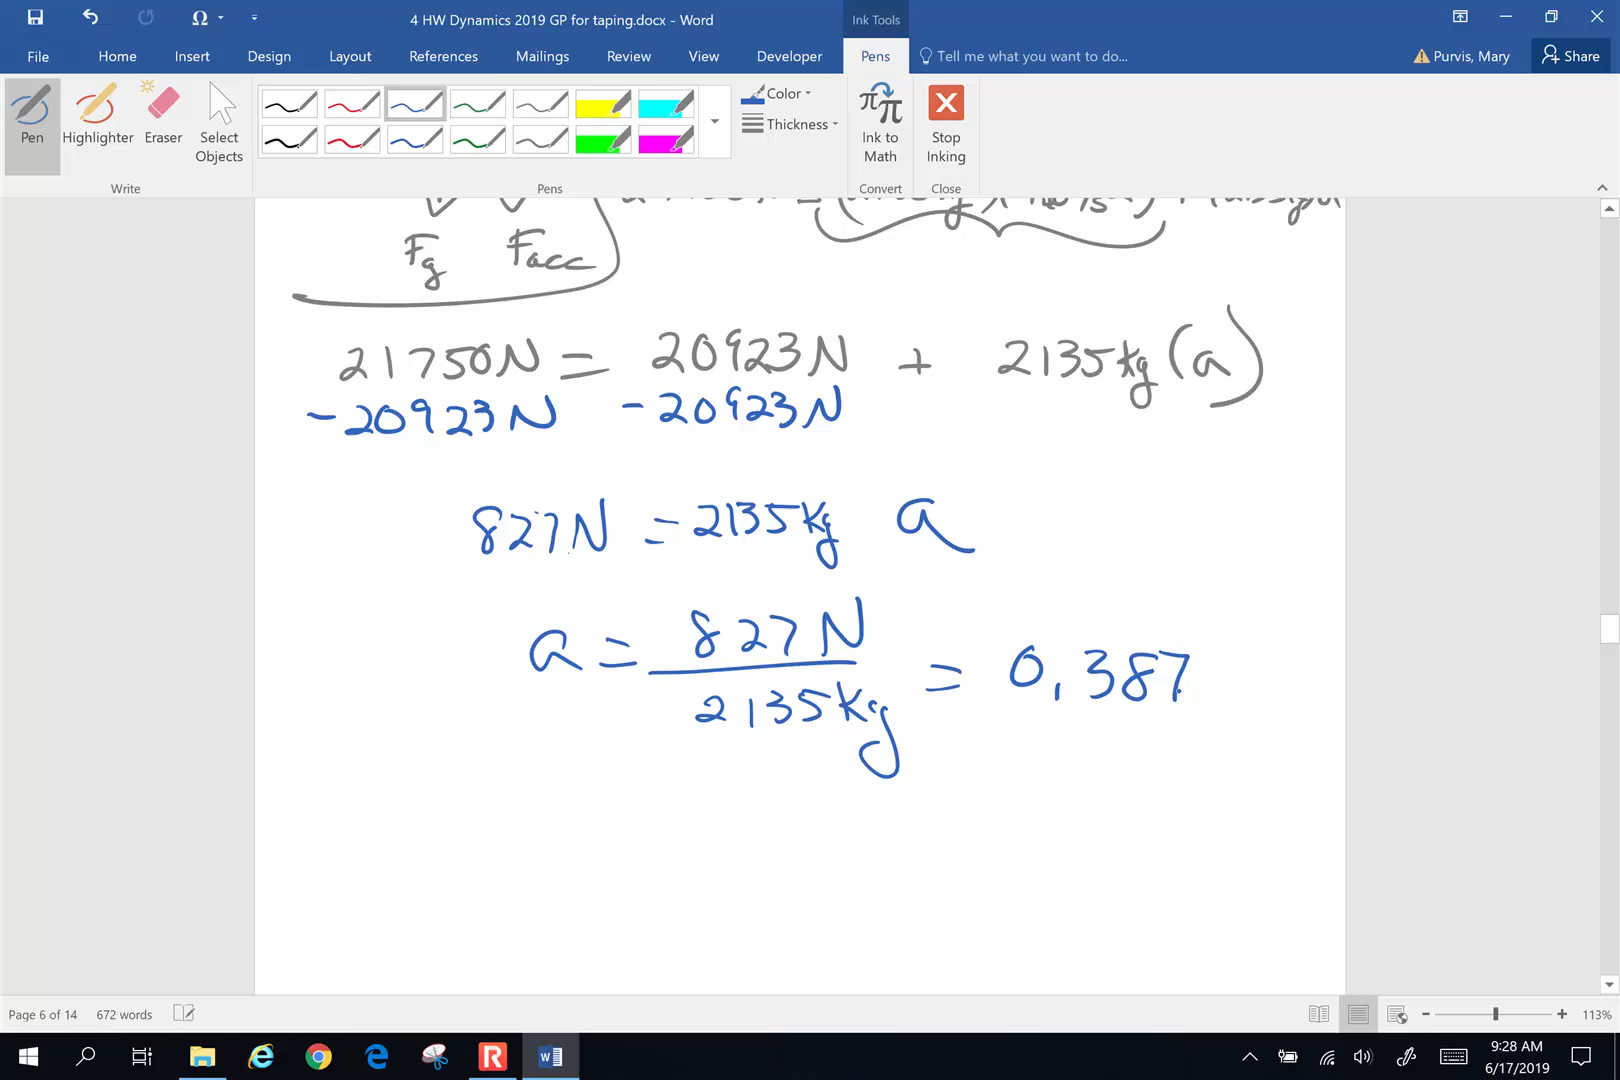 4 HW Dynamics 2019 GP for taping.docx - Word
Ink Tools
File Home Insert Design Layout References Mailings Review View Developer Pens Tell me what you want to do... Purvis, Mary Share
Pen Highlighter Eraser Select Objects
Color
Thickness
Ink to Math
Stop Inking
Write Pens Convert Close
Fg Facc
21750N = 20923N + 2135kg(a)
-20923N -20923N
827N = 2135kg a
a = 827N / 2135kg = 0.387
Page 6 of 14 672 words 113%
9:28 AM
6/17/2019